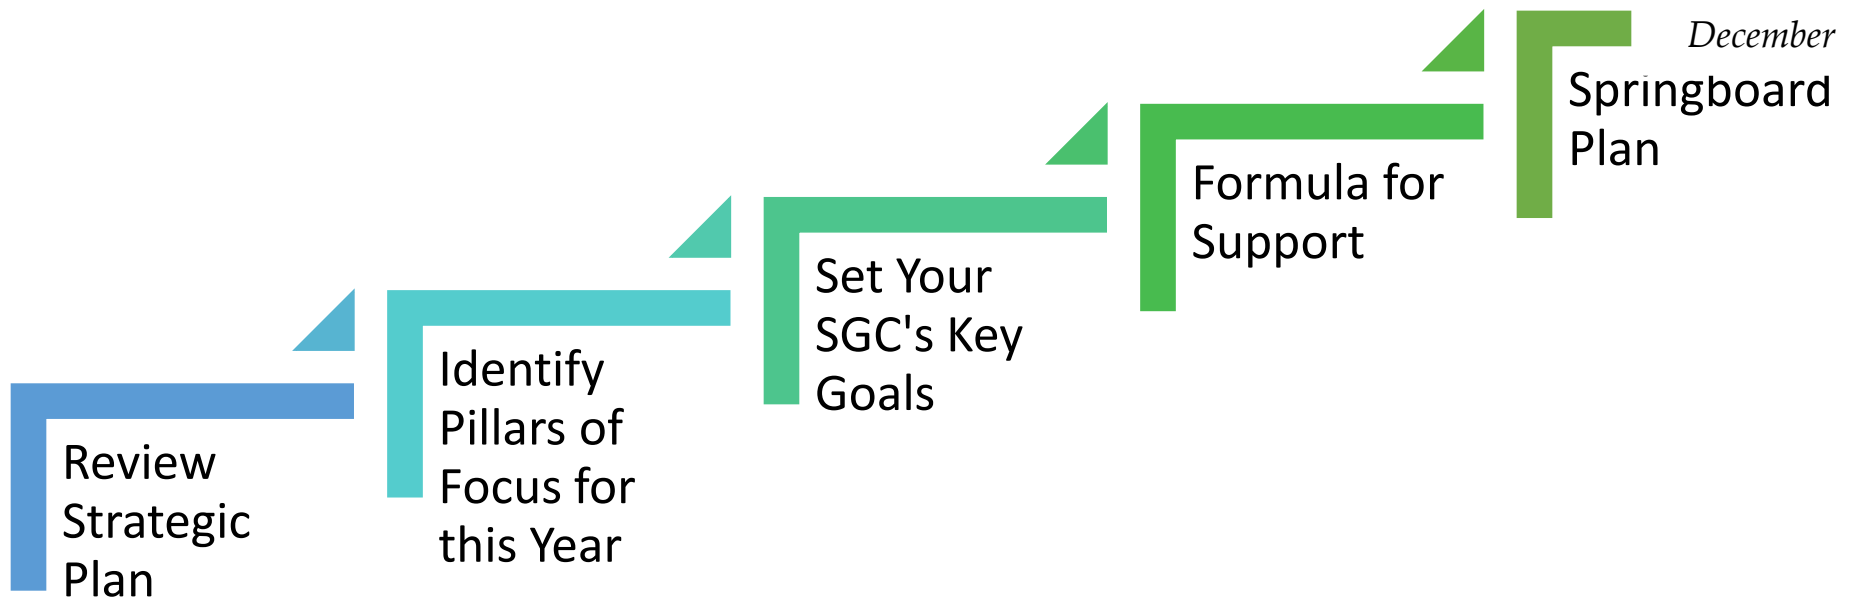 Review
Strategic
Plan
Identify
Pillars of
Focus for
this Year
Set Your
SGC's Key
Goals
Formula for
Support
December
Springboard
Plan